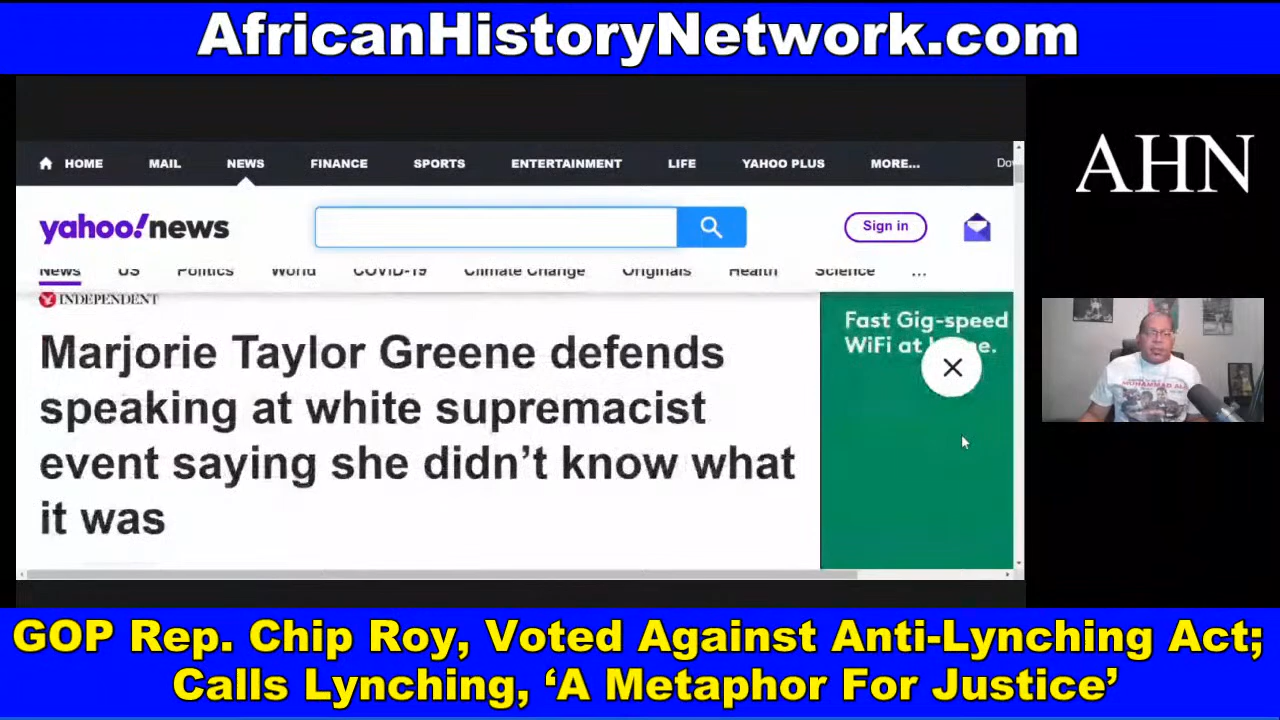 AfricanHistoryNetwork.com
HOME MAIL NEWS FINANCE SPORTS ENTERTAINMENT LIFE YAHOO PLUS MORE...
yahoo!news
Sign in
News US Politics World COVID-19 Climate Change Originals Health Science ...
INDEPENDENT
Marjorie Taylor Greene defends
speaking at white supremacist
event saying she didn't know what
it was
Fast Gig-speed
WiFi at
AHN
MUHAMMAD ALI
GOP Rep. Chip Roy, Voted Against Anti-Lynching Act;
Calls Lynching, ‘A Metaphor For Justice’